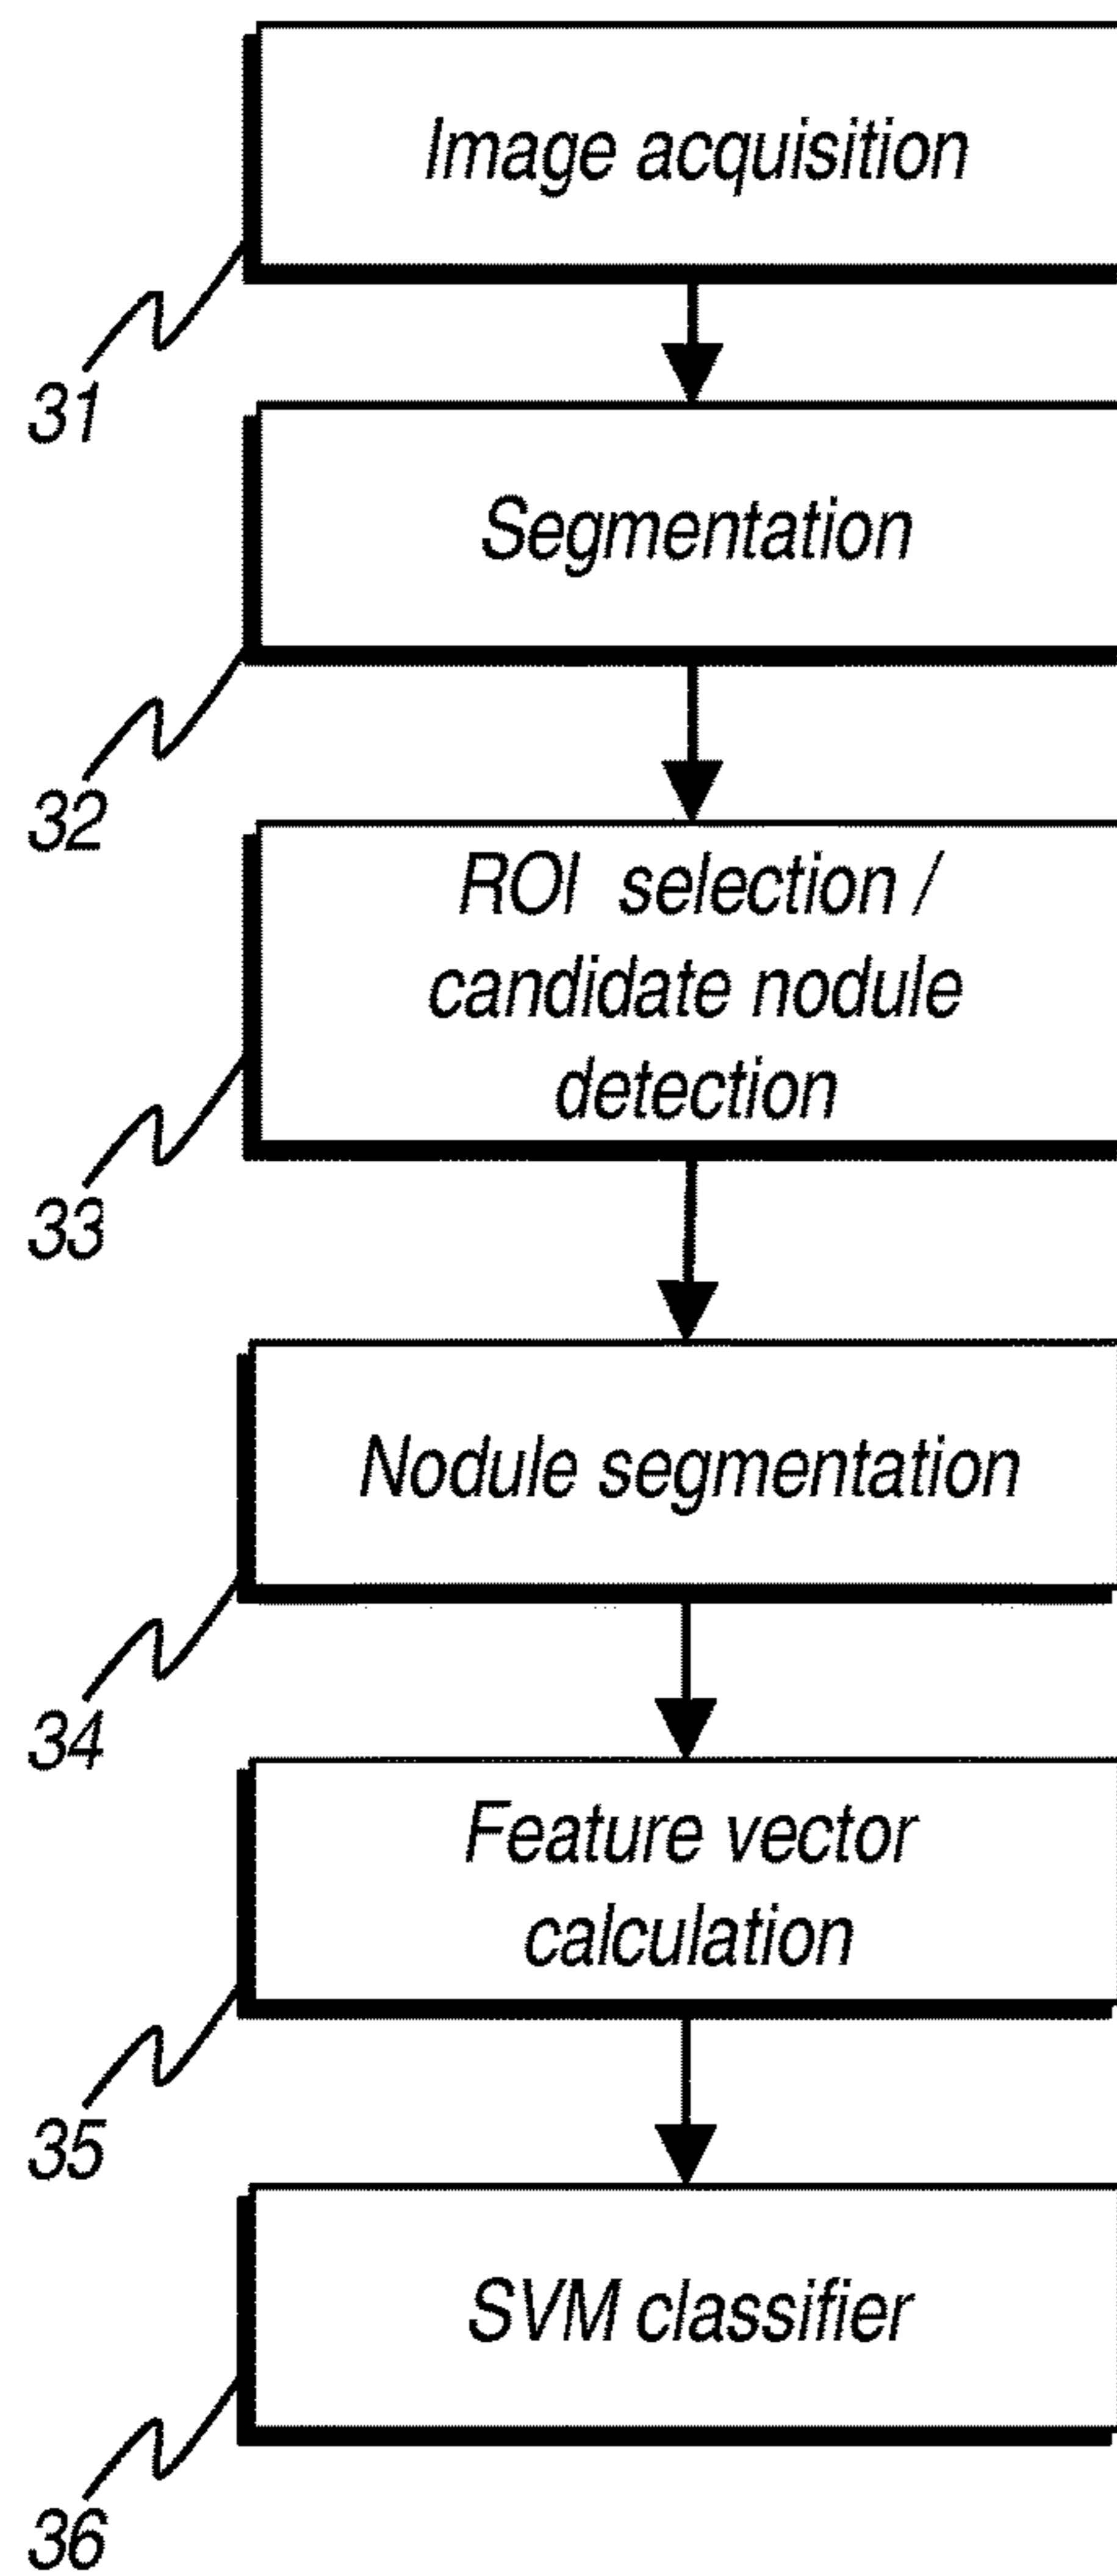 Image acquisition
31
Segmentation
32
ROI selection /
candidate nodule
detection
33
Nodule segmentation
34
Feature vector
calculation
35
SVM classifier
36